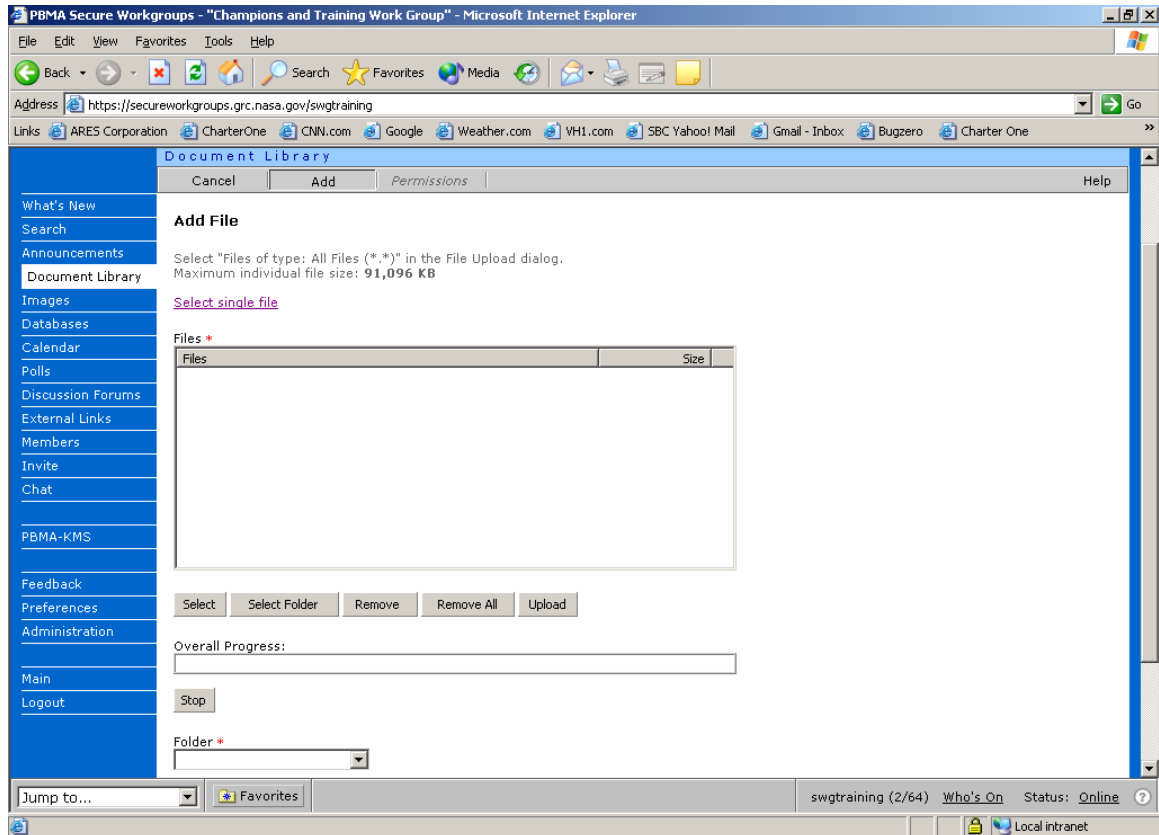 PBMA Secure Workgroups - "Champions and Training Work Group" - Microsoft Internet Explorer
File Edit View Favorites Tools Help
Back Search Favorites Media
Address https://secureworkgroups.grc.nasa.gov/swgtraining Go
Links ARES Corporation CharterOne CNN.com Google Weather.com VH1.com SBC Yahoo! Mail Gmail - Inbox Bugzero Charter One »
Document Library
Cancel Add Permissions Help
What's New
Search
Announcements
Document Library
Images
Databases
Calendar
Polls
Discussion Forums
External Links
Members
Invite
Chat
PBMA-KMS
Feedback
Preferences
Administration
Main
Logout
Add File
Select "Files of type: All Files (*.*)" in the File Upload dialog.
Maximum individual file size: 91,096 KB
Select single file
Files *
Files Size
Select Select Folder Remove Remove All Upload
Overall Progress:
Stop
Folder *
Jump to... Favorites swgtraining (2/64) Who's On Status: Online ?
Local intranet